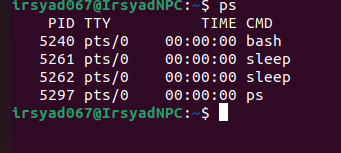 irsyad067@IrsyadNPC:~$ ps
    PID TTY          TIME CMD
   5240 pts/0    00:00:00 bash
   5261 pts/0    00:00:00 sleep
   5262 pts/0    00:00:00 sleep
   5297 pts/0    00:00:00 ps
irsyad067@IrsyadNPC:~$